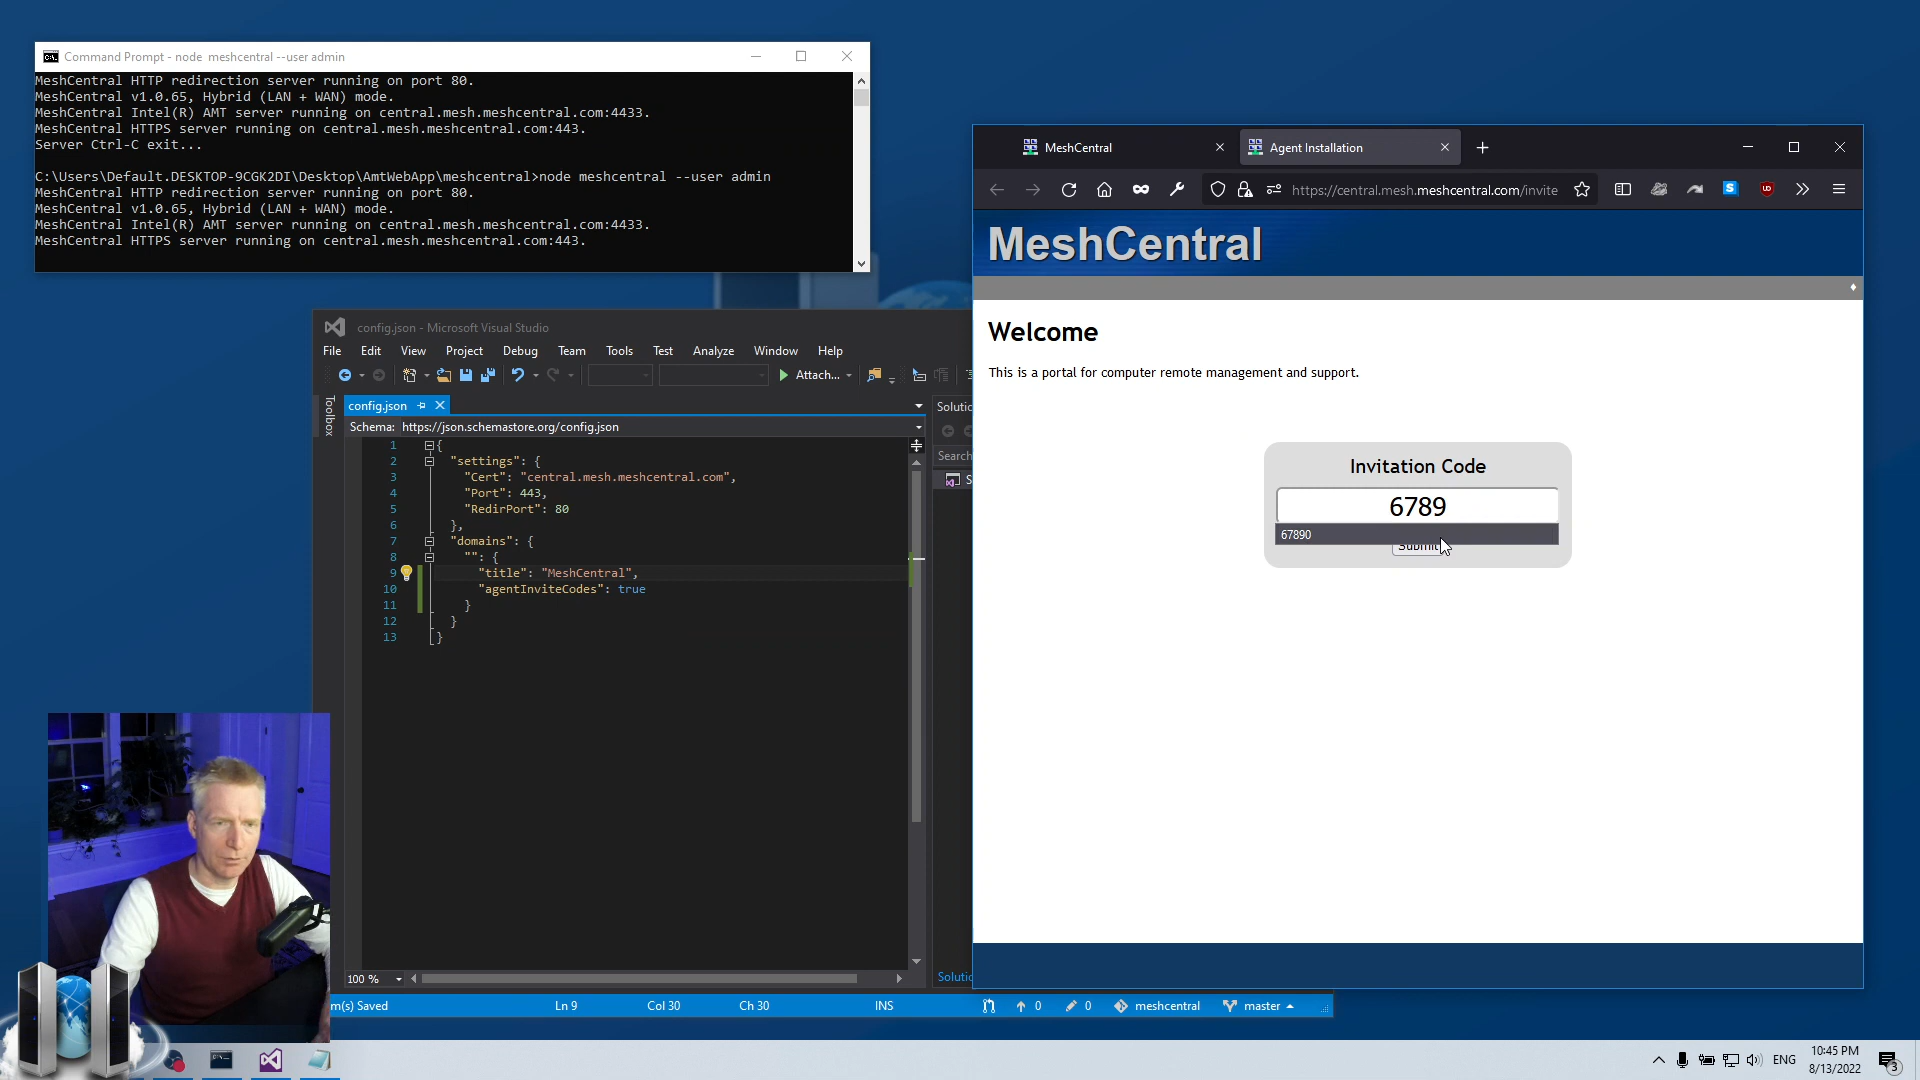 Command Prompt - node  meshcentral --user admin
MeshCentral HTTP redirection server running on port 80.
MeshCentral v1.0.65, Hybrid (LAN + WAN) mode.
MeshCentral Intel(R) AMT server running on central.mesh.meshcentral.com:4433.
MeshCentral HTTPS server running on central.mesh.meshcentral.com:443.
Server Ctrl-C exit...
C:\Users\Default.DESKTOP-9CGK2DI\Desktop\AmtWebApp\meshcentral>node meshcentral --user admin
MeshCentral HTTP redirection server running on port 80.
MeshCentral v1.0.65, Hybrid (LAN + WAN) mode.
MeshCentral Intel(R) AMT server running on central.mesh.meshcentral.com:4433.
MeshCentral HTTPS server running on central.mesh.meshcentral.com:443.
config.json - Microsoft Visual Studio
File Edit View Project Debug Team Tools Test Analyze Window Help
Attach...
Toolbox
config.json
Schema: https://json.schemastore.org/config.json
1 {
2 "settings": {
3 "Cert": "central.mesh.meshcentral.com",
4 "Port": 443,
5 "RedirPort": 80
6 },
7 "domains": {
8 "": {
9 "title": "MeshCentral",
10 "agentInviteCodes": true
11 }
12 }
13 }
100 %
Solutic
Search
S
Solutic
m(s) Saved Ln 9 Col 30 Ch 30 INS 0 0 meshcentral master
MeshCentral
Agent Installation
https://central.mesh.meshcentral.com/invite
MeshCentral
Welcome
This is a portal for computer remote management and support.
Invitation Code
6789
67890
Submit
ENG
10:45 PM
8/13/2022
3